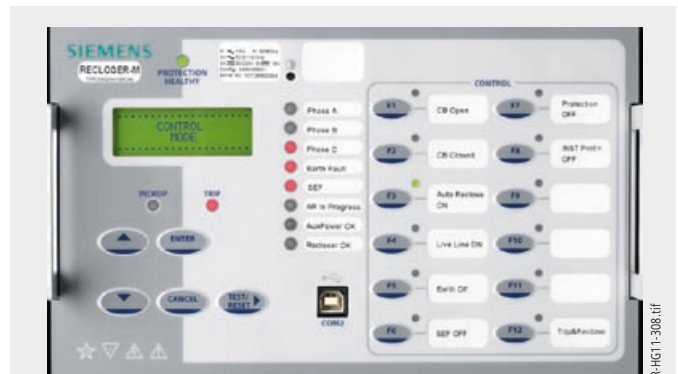 SIEMENS
RECLOSER-M
PROTECTION
HEALTHY
CONTROL
MODE
PICKUP
TRIP
ENTER
CANCEL
TEST/
RESET
Phase A
Phase B
Phase C
Earth Fault
SEF
AR In Progress
AuxPower OK
Recloser OK
COM2
CONTROL
F1
CB Open
F2
CB Closed
F3
Auto Reclose
ON
F4
Live Line ON
F5
Earth OF
F6
SEF OFF
F7
Protection
OFF
F8
INST Prot'n
OFF
F9
F10
F11
F12
Trip&Reclose
R-HG11-308.tif